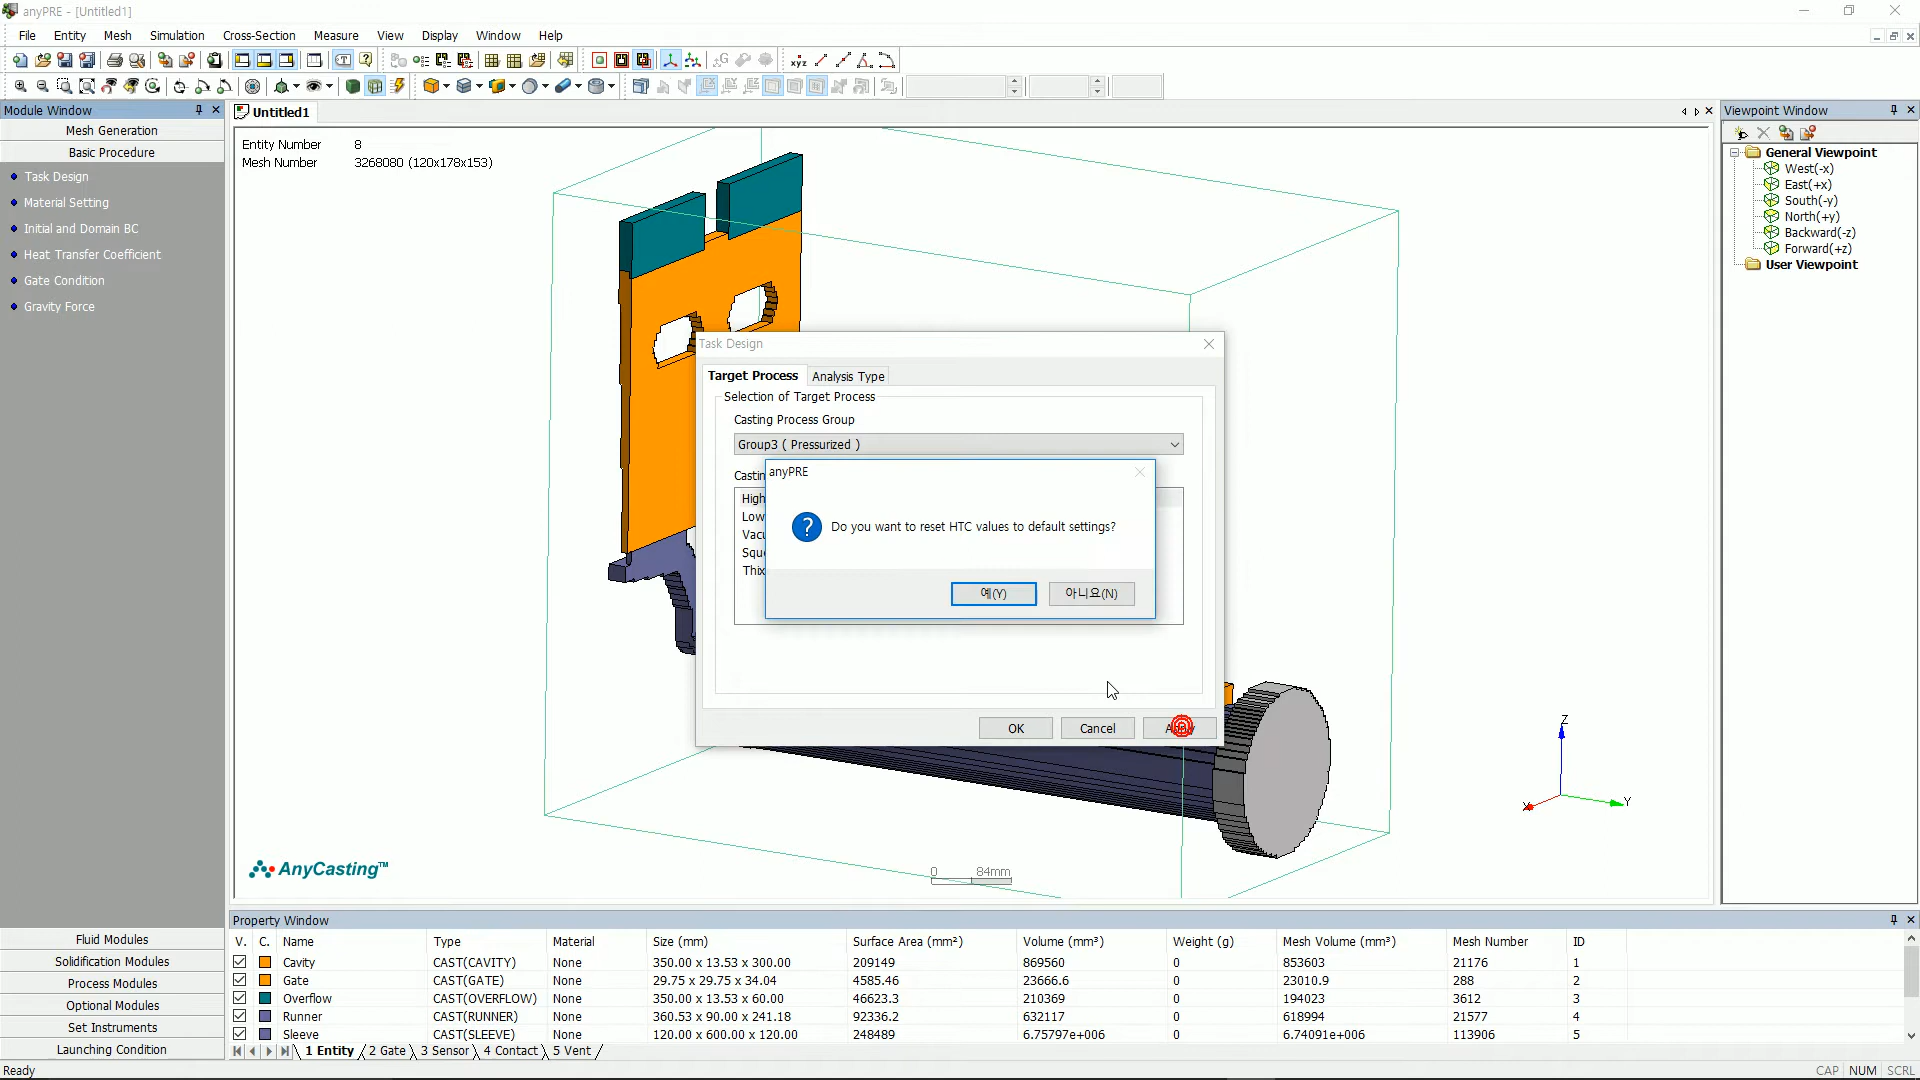 anyPRE - [Untitled1]
File Entity Mesh Simulation Cross-Section Measure View Display Window Help
Module Window
Mesh Generation
Basic Procedure
Task Design
Material Setting
Initial and Domain BC
Heat Transfer Coefficient
Gate Condition
Gravity Force
Fluid Modules
Solidification Modules
Process Modules
Optional Modules
Set Instruments
Launching Condition
Untitled1
Entity Number 8
Mesh Number 3268080 (120x178x153)
Task Design
Target Process Analysis Type
Selection of Target Process
Casting Process Group
Group3 ( Pressurized )
Castin
High
Low
Vacu
Sque
Thix
anyPRE
Do you want to reset HTC values to default settings?
예(Y) 아니요(N)
OK Cancel
Z
X
Y
AnyCasting™
0 84mm
Viewpoint Window
General Viewpoint
West(-x)
East(+x)
South(-y)
North(+y)
Backward(-z)
Forward(+z)
User Viewpoint
Property Window
V. C. Name Type Material Size (mm) Surface Area (mm²) Volume (mm³) Weight (g) Mesh Volume (mm³) Mesh Number ID
Cavity CAST(CAVITY) None 350.00 x 13.53 x 300.00 209149 869560 0 853603 21176 1
Gate CAST(GATE) None 29.75 x 29.75 x 34.04 4585.46 23666.6 0 23010.9 288 2
Overflow CAST(OVERFLOW) None 350.00 x 13.53 x 60.00 46623.3 210369 0 194023 3612 3
Runner CAST(RUNNER) None 360.53 x 90.00 x 241.18 92336.2 632117 0 618994 21577 4
Sleeve CAST(SLEEVE) None 120.00 x 600.00 x 120.00 248489 6.75797e+006 0 6.74091e+006 113906 5
1 Entity 2 Gate 3 Sensor 4 Contact 5 Vent
Ready
CAP NUM SCRL